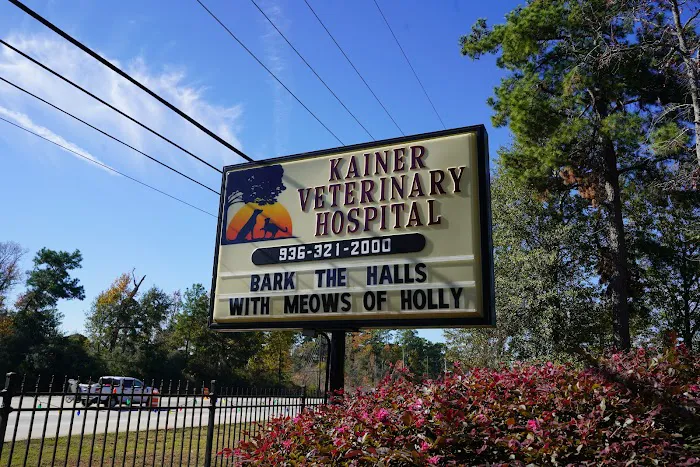 KAINER
VETERINARY
HOSPITAL
936-321-2000
BARK THE HALLS
WITH MEOWS OF HOLLY